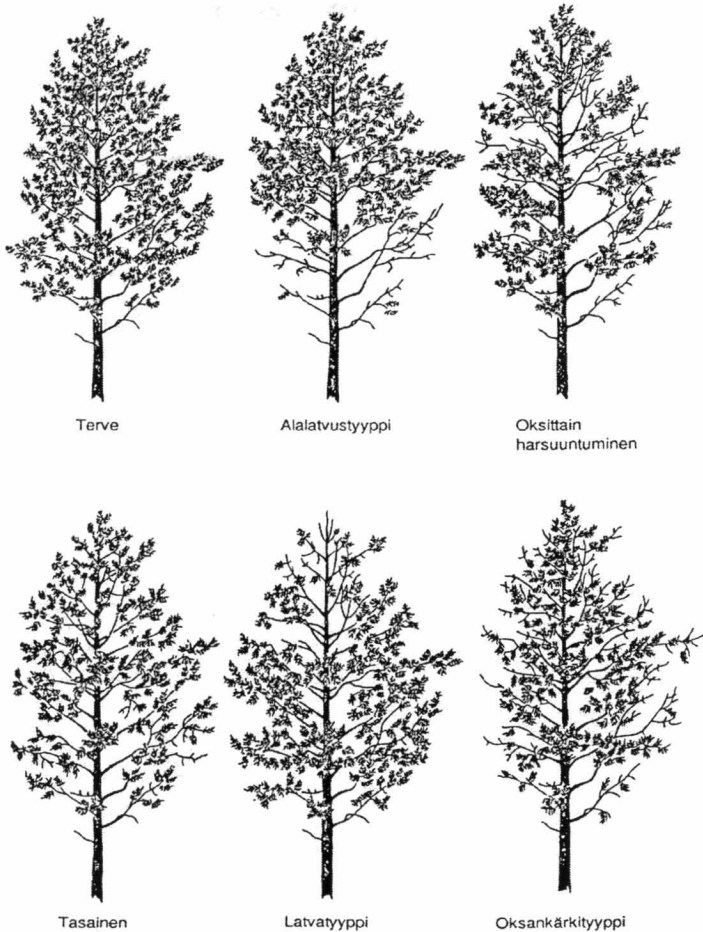 Terve
Alalatvustyyppi
Oksittain
harsuuntuminen
Tasainen
Latvatyyppi
Oksankärkityyppi